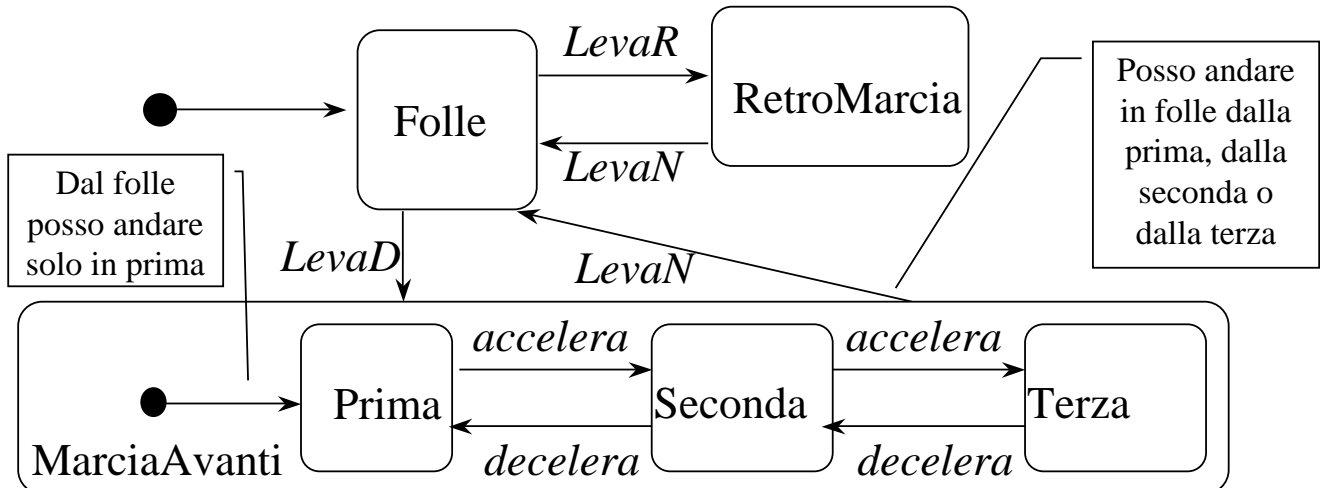 LevaR
Folle
RetroMarcia
LevaN
Posso andare
in folle dalla
prima, dalla
seconda o
dalla terza
Dal folle
posso andare
solo in prima
LevaD
LevaN
accelera
accelera
Prima
Seconda
Terza
decelera
decelera
MarciaAvanti